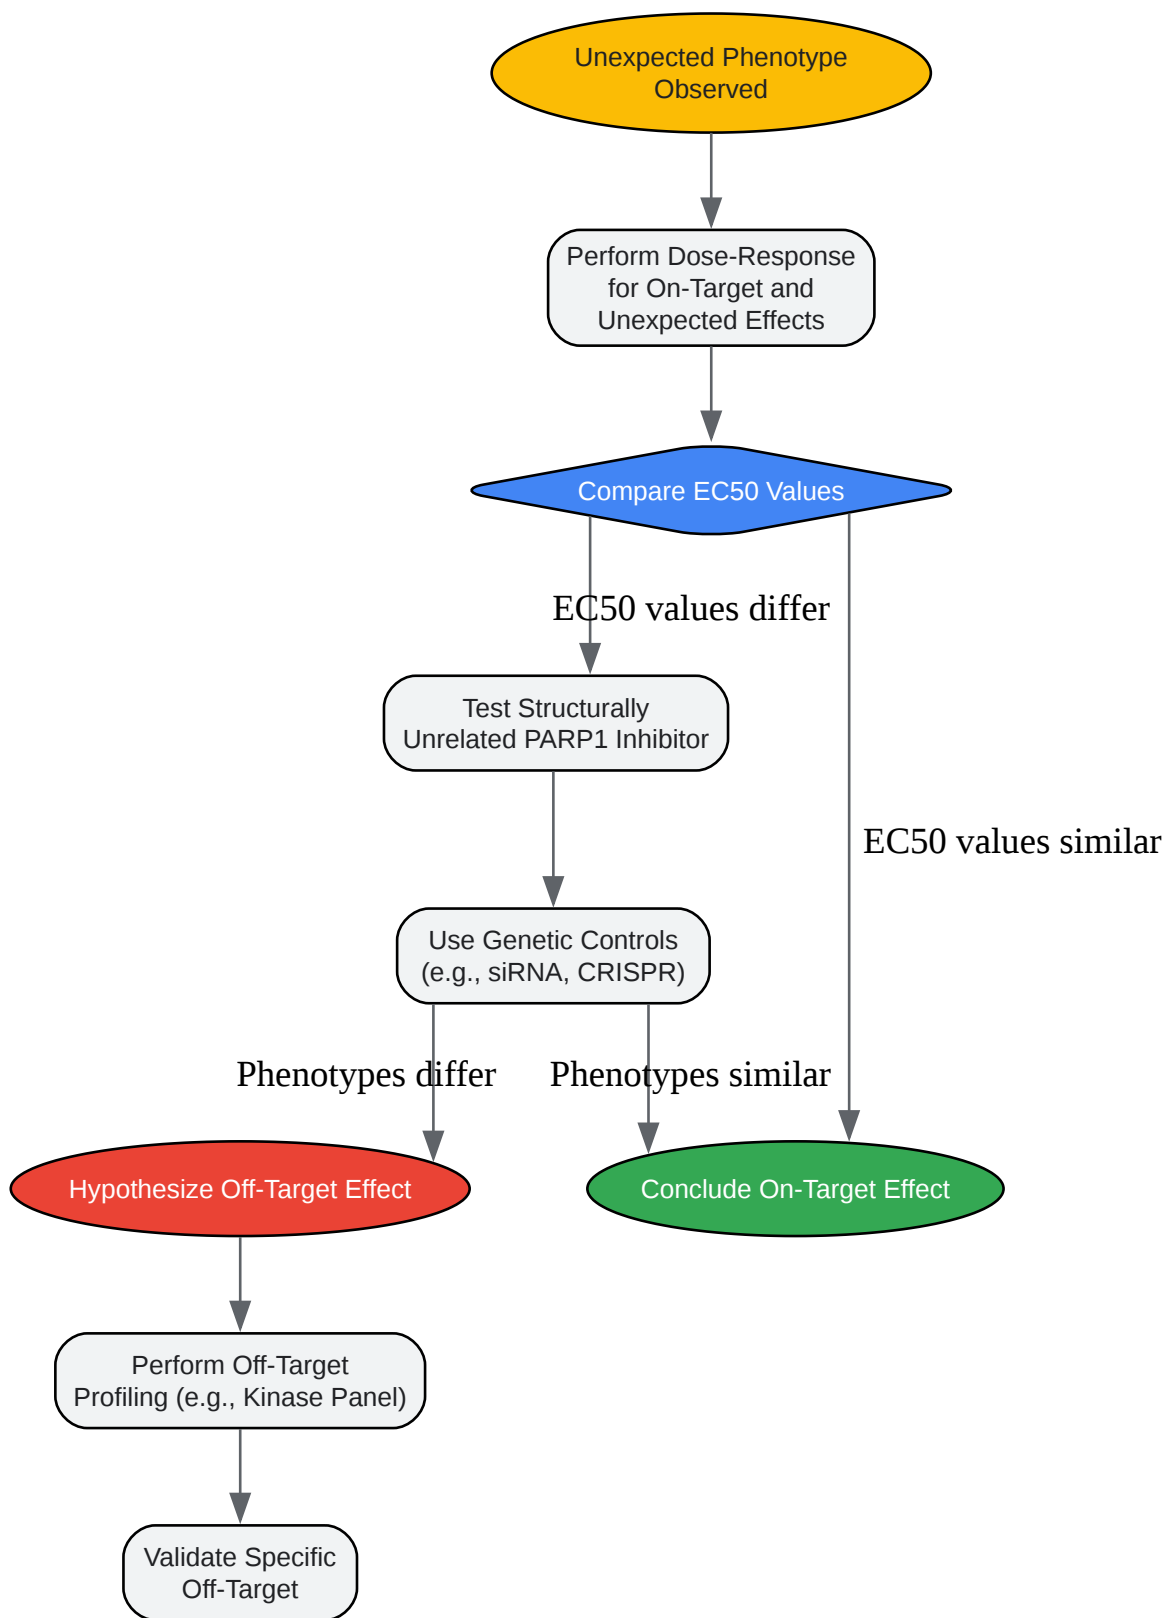 Unexpected Phenotype
Observed
Perform Dose-Response
for On-Target and
Unexpected Effects
Compare EC50 Values
EC50 values differ
Test Structurally
Unrelated PARP1 Inhibitor
EC50 values similar
Use Genetic Controls
(e.g., siRNA, CRISPR)
Phenotypes differ
Phenotypes similar
Hypothesize Off-Target Effect
Conclude On-Target Effect
Perform Off-Target
Profiling (e.g., Kinase Panel)
Validate Specific
Off-Target